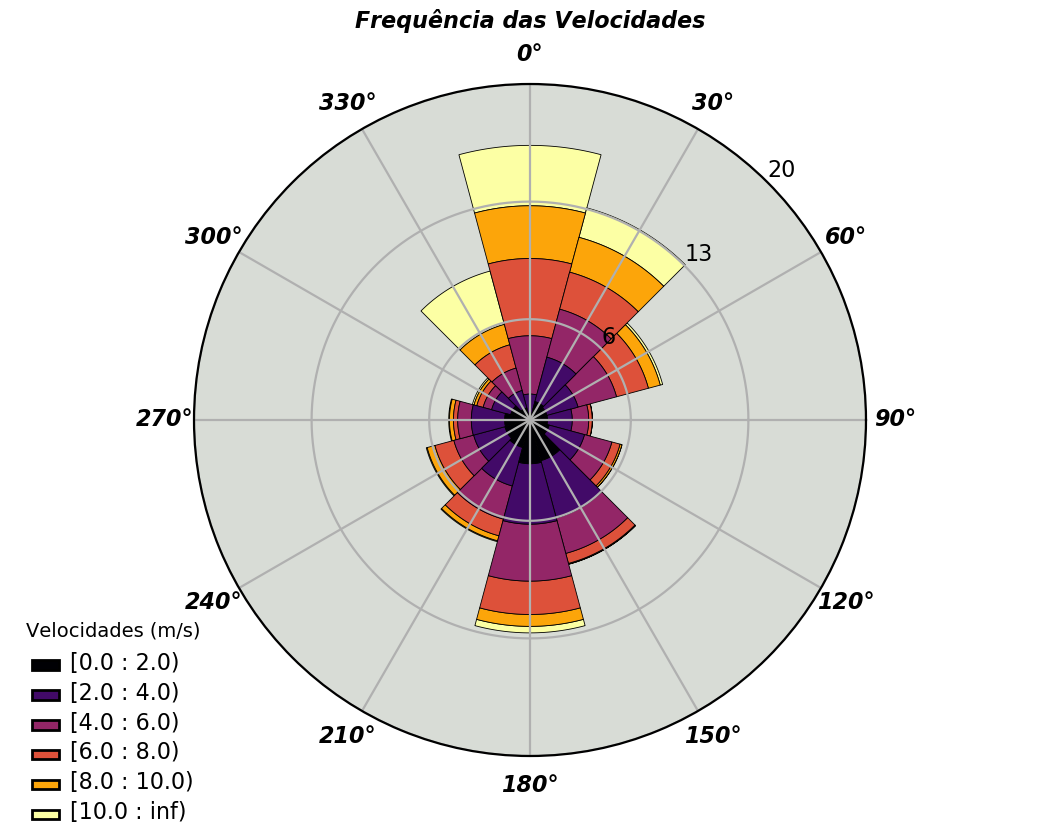 Frequência das Velocidades
0°
330°
30°
20
300°
60°
13
6
270°
90°
240°
120°
210°
150°
180°
Velocidades (m/s)
[0.0 : 2.0)
[2.0 : 4.0)
[4.0 : 6.0)
[6.0 : 8.0)
[8.0 : 10.0)
[10.0 : inf)